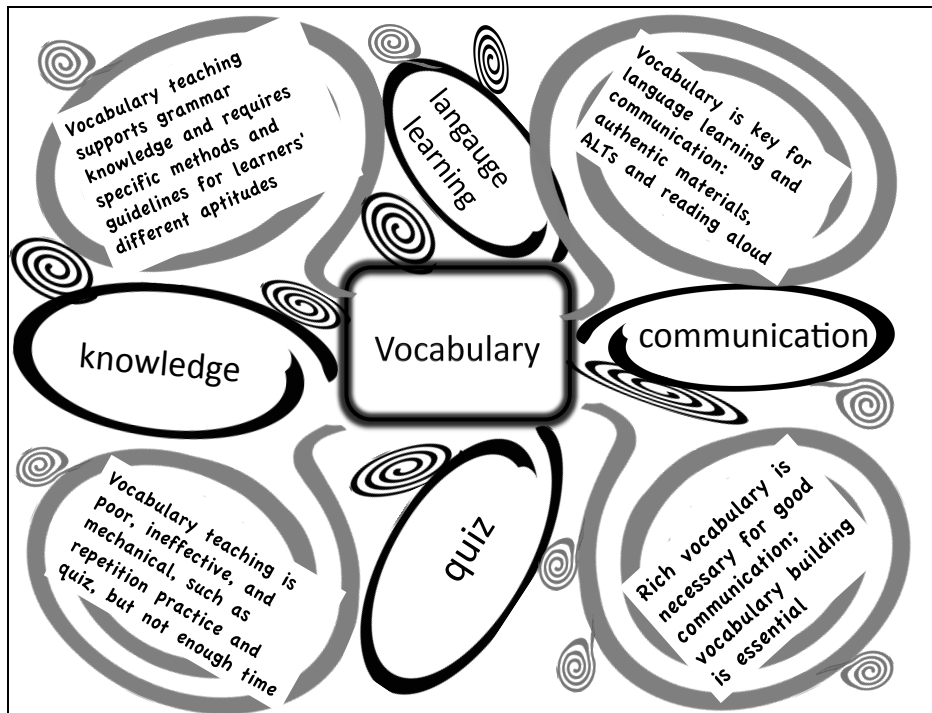 Vocabulary teaching
supports grammar
knowledge and requires
specific methods and
guidelines for learners'
different aptitudes
langauge
learning
Vocabulary is key for
language learning and
communication:
authentic materials,
ALTs and reading aloud
knowledge
Vocabulary
communication
Vocabulary teaching is
poor, ineffective, and
mechanical, such as
repetition practice and
quiz, but not enough time
quiz
Rich vocabulary is
necessary for good
communication:
vocabulary building
is essential